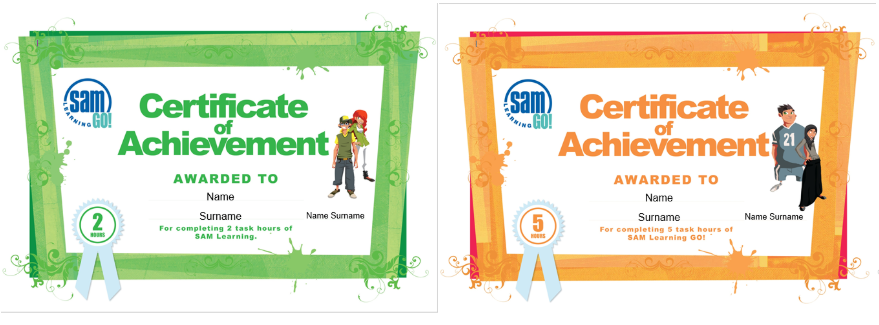 sam
LEARNING
GO!
Certificate
of
Achievement
AWARDED TO
Name
Surname
Name Surname
For completing 2 task hours of
SAM Learning.
2
HOURS
sam
LEARNING
GO!
Certificate
of
Achievement
21
AWARDED TO
Name
Surname
Name Surname
For completing 5 task hours of
SAM Learning GO!
5
HOURS